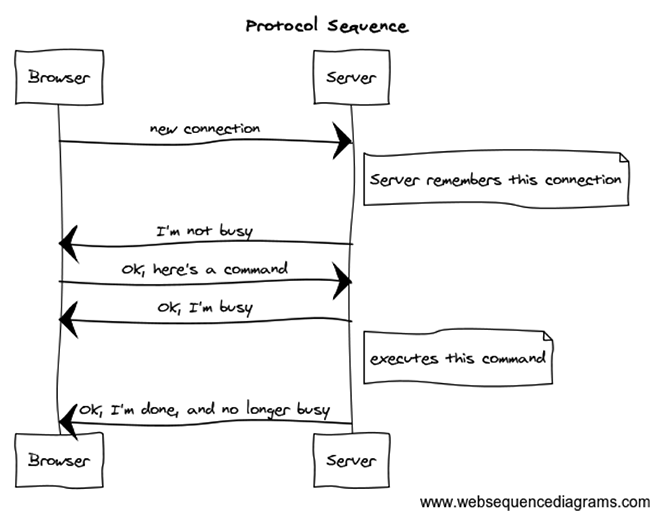 Protocol Sequence
Browser
Server
new connection
Server remembers this connection
I'm not busy
Ok, here's a command
Ok, I'm busy
executes this command
Ok, I'm done, and no longer busy
Browser
Server
www.websequencediagrams.com